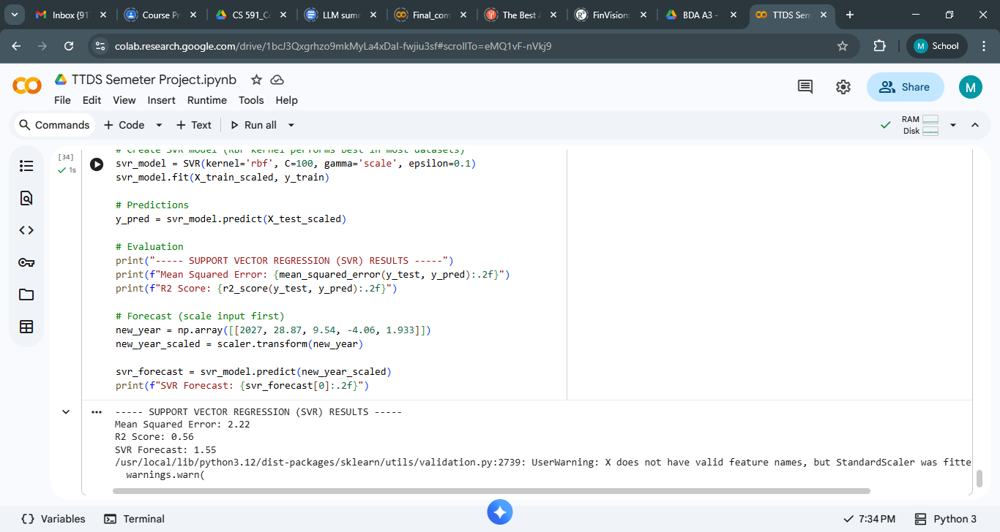 Inbox (91
Course Pr
CS 591_Co
LLM sumr
Final_com
The Best A
FinVision:
BDA A3 -
TTDS Sem
colab.research.google.com/drive/1bcJ3Qxgrhzo9mkMyLa4xDaI-fwjiu3sf#scrollTo=eMQ1vF-nVkj9
M School
TTDS Semeter Project.ipynb
File Edit View Insert Runtime Tools Help
Share
M
Commands + Code + Text Run all
RAM
Disk
[34]
1s
# Create SVR model (RBF kernel performs best in most datasets)
svr_model = SVR(kernel='rbf', C=100, gamma='scale', epsilon=0.1)
svr_model.fit(X_train_scaled, y_train)
# Predictions
y_pred = svr_model.predict(X_test_scaled)
# Evaluation
print("----- SUPPORT VECTOR REGRESSION (SVR) RESULTS -----")
print(f"Mean Squared Error: {mean_squared_error(y_test, y_pred):.2f}")
print(f"R2 Score: {r2_score(y_test, y_pred):.2f}")
# Forecast (scale input first)
new_year = np.array([[2027, 28.87, 9.54, -4.06, 1.933]])
new_year_scaled = scaler.transform(new_year)
svr_forecast = svr_model.predict(new_year_scaled)
print(f"SVR Forecast: {svr_forecast[0]:.2f}")
----- SUPPORT VECTOR REGRESSION (SVR) RESULTS -----
Mean Squared Error: 2.22
R2 Score: 0.56
SVR Forecast: 1.55
/usr/local/lib/python3.12/dist-packages/sklearn/utils/validation.py:2739: UserWarning: X does not have valid feature names, but StandardScaler was fitte
warnings.warn(
Variables
Terminal
7:34 PM
Python 3